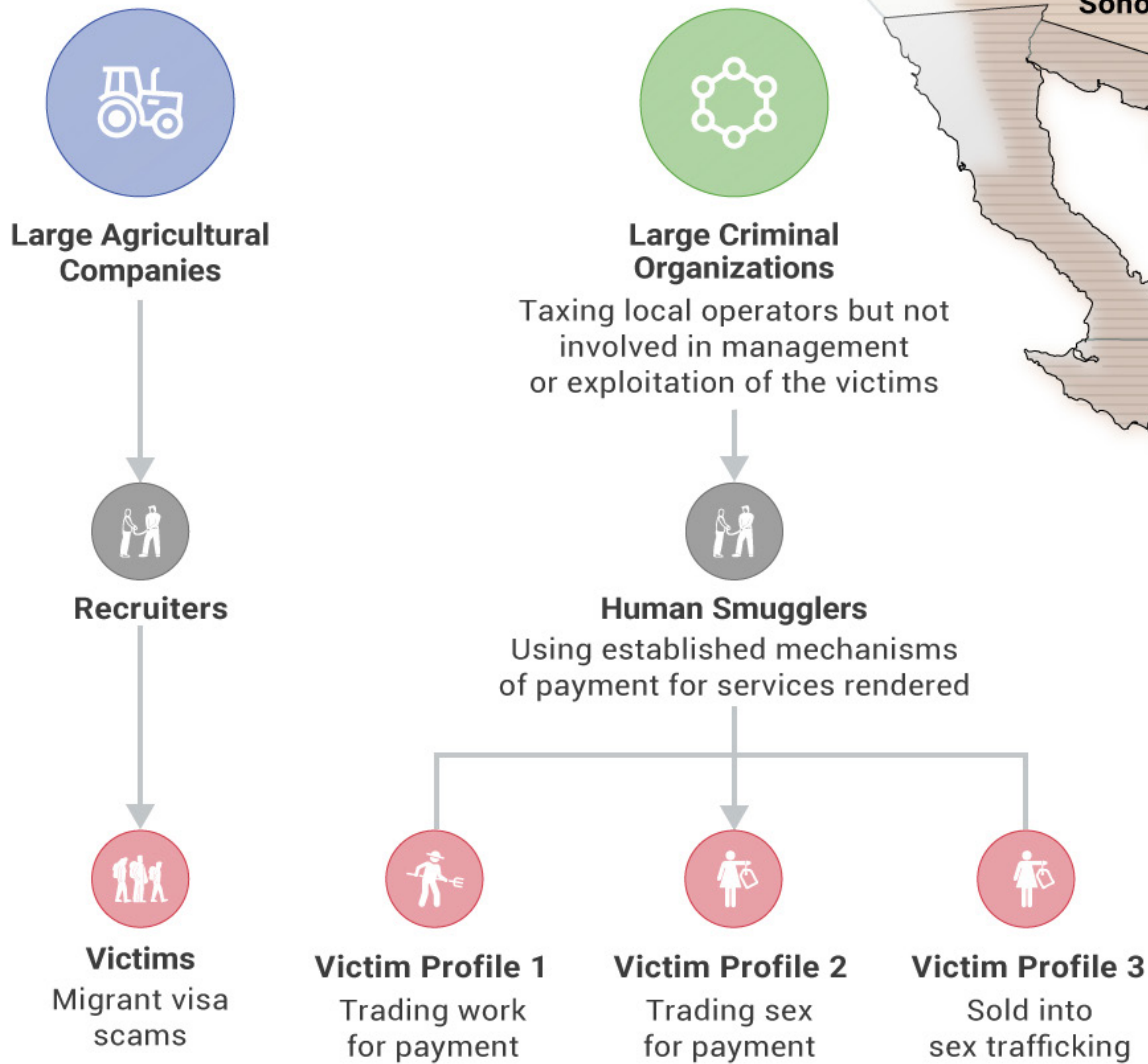 Large Agricultural
Companies
Recruiters
Victims
Migrant visa
scams
Large Criminal
Organizations
Taxing local operators but not
involved in management
or exploitation of the victims
Human Smugglers
Using established mechanisms
of payment for services rendered
Victim Profile 1
Trading work
for payment
Victim Profile 2
Trading sex
for payment
Victim Profile 3
Sold into
sex trafficking